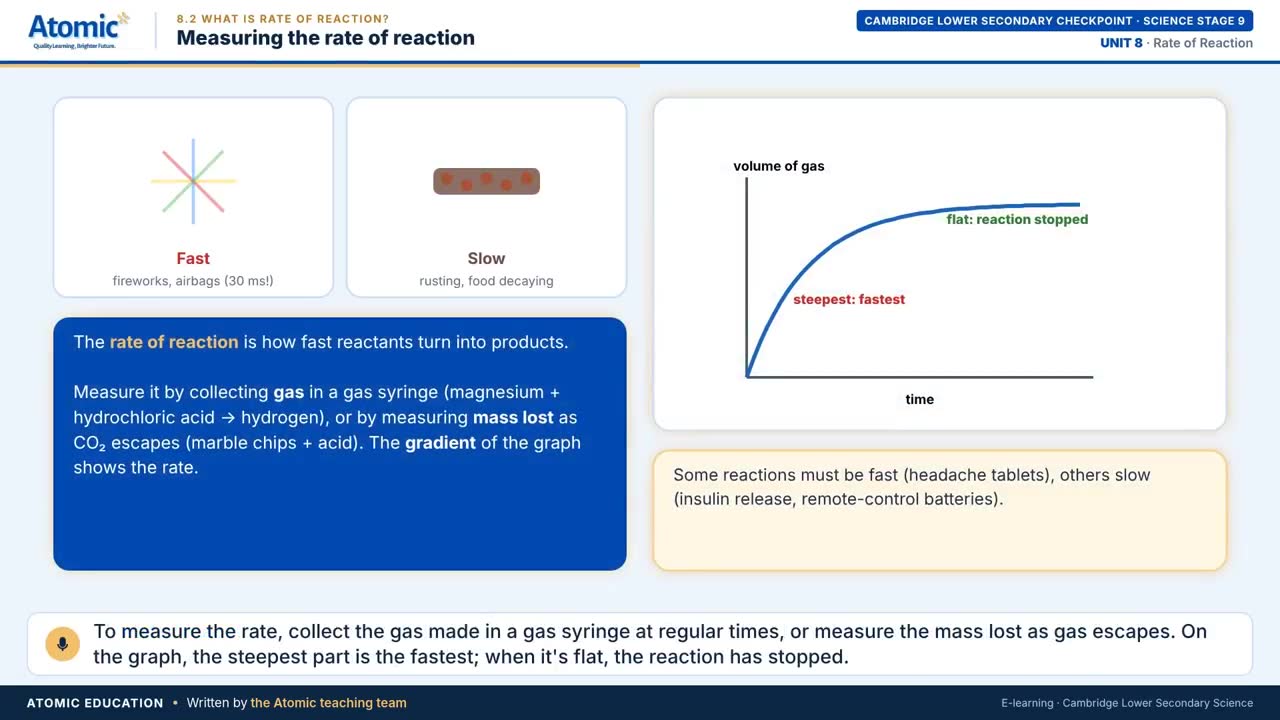 Atomic
Quality Learning, Brighter Future.
8.2 WHAT IS RATE OF REACTION?
Measuring the rate of reaction
CAMBRIDGE LOWER SECONDARY CHECKPOINT · SCIENCE STAGE 9
UNIT 8 · Rate of Reaction
Fast
fireworks, airbags (30 ms!)
Slow
rusting, food decaying
The rate of reaction is how fast reactants turn into products.
Measure it by collecting gas in a gas syringe (magnesium +
hydrochloric acid → hydrogen), or by measuring mass lost as
CO₂ escapes (marble chips + acid). The gradient of the graph
shows the rate.
volume of gas
flat: reaction stopped
steepest: fastest
time
Some reactions must be fast (headache tablets), others slow
(insulin release, remote-control batteries).
To measure the rate, collect the gas made in a gas syringe at regular times, or measure the mass lost as gas escapes. On
the graph, the steepest part is the fastest; when it's flat, the reaction has stopped.
ATOMIC EDUCATION • Written by the Atomic teaching team
E-learning · Cambridge Lower Secondary Science